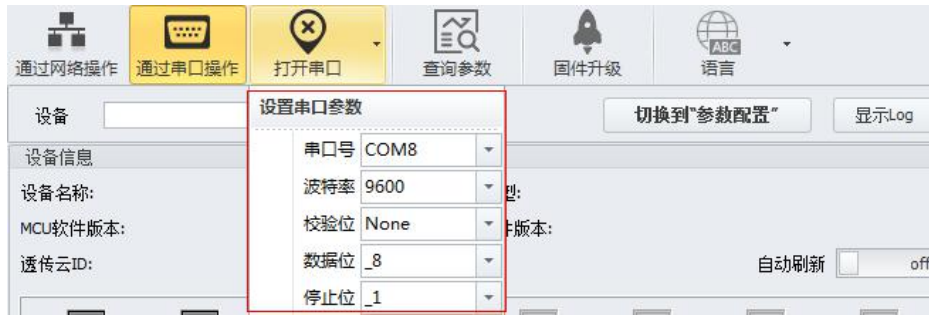 通过网络操作 通过串口操作 打开串口 查询参数 固件升级 ABC 语言
设备 设置串口参数 切换到"参数配置" 显示Log
设备信息 串口号 COM8
设备名称: 波特率 9600 型:
MCU软件版本: 校验位 None 版本:
透传云ID: 数据位 _8 自动刷新 off
停止位 _1